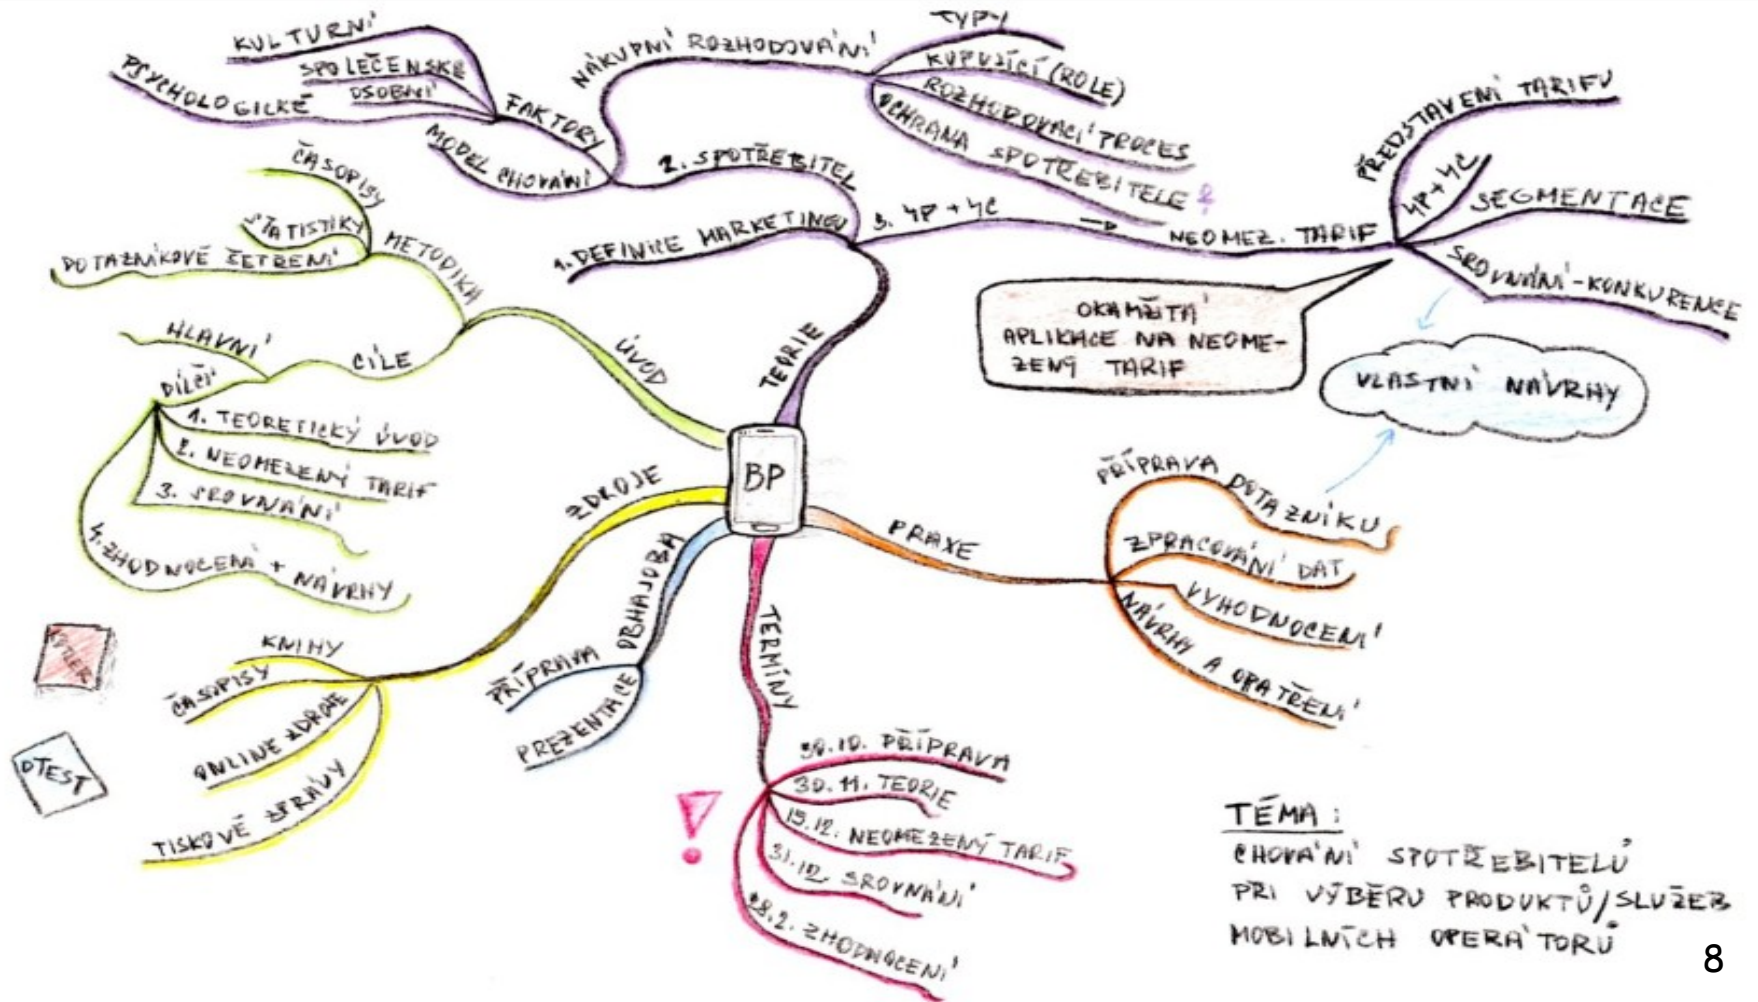 BP
ÚVOD
METODIKA
ČASOPISY
STATISTIKY
DOTAZNÍKOVÉ ŠETŘENÍ
CÍLE
HLAVNÍ
DÍLČÍ
1. TEORETICKÝ ÚVOD
2. NEOMEZENÝ TARIF
3. SROVNÁNÍ
4. ZHODNOCENÍ + NÁVRHY
TEORIE
1. DEFINICE MARKETINGU
2. SPOTŘEBITEL
MODEL CHOVÁNÍ
FAKTORY
KULTURNÍ
SPOLEČENSKÉ
OSOBNÍ
PSYCHOLOGICKÉ
NÁKUPNÍ ROZHODOVÁNÍ
TYPY
KUPUJÍCÍ (ROLE)
ROZHODOVACÍ PROCES
OCHRANA SPOTŘEBITELE ?
3. 4P + 4C →
NEOMEZ. TARIF
PŘEDSTAVENÍ TARIFU
4P + 4C
SEGMENTACE
SROVNÁNÍ - KONKURENCE
OKAMŽITÁ
APLIKACE NA NEOME-
ZENÝ TARIF
VLASTNÍ NÁVRHY
PRAXE
PŘÍPRAVA DOTAZNÍKU
ZPRACOVÁNÍ DAT
VYHODNOCENÍ
NÁVRHY A OPATŘENÍ
TERMÍNY
30.10. PŘÍPRAVA
30.11. TEORIE
15.12. NEOMEZENÝ TARIF
31.12. SROVNÁNÍ
28.2. ZHODNOCENÍ
!
OBHAJOBA
PŘÍPRAVA
PREZENTACE
ZDROJE
KNIHY
ČASOPISY
ONLINE ZDROJE
TISKOVÉ ZPRÁVY
KOTLER
DTEST
TÉMA:
CHOVÁNÍ SPOTŘEBITELŮ
PŘI VÝBĚRU PRODUKTŮ/SLUŽEB
MOBILNÍCH OPERÁTORŮ
8